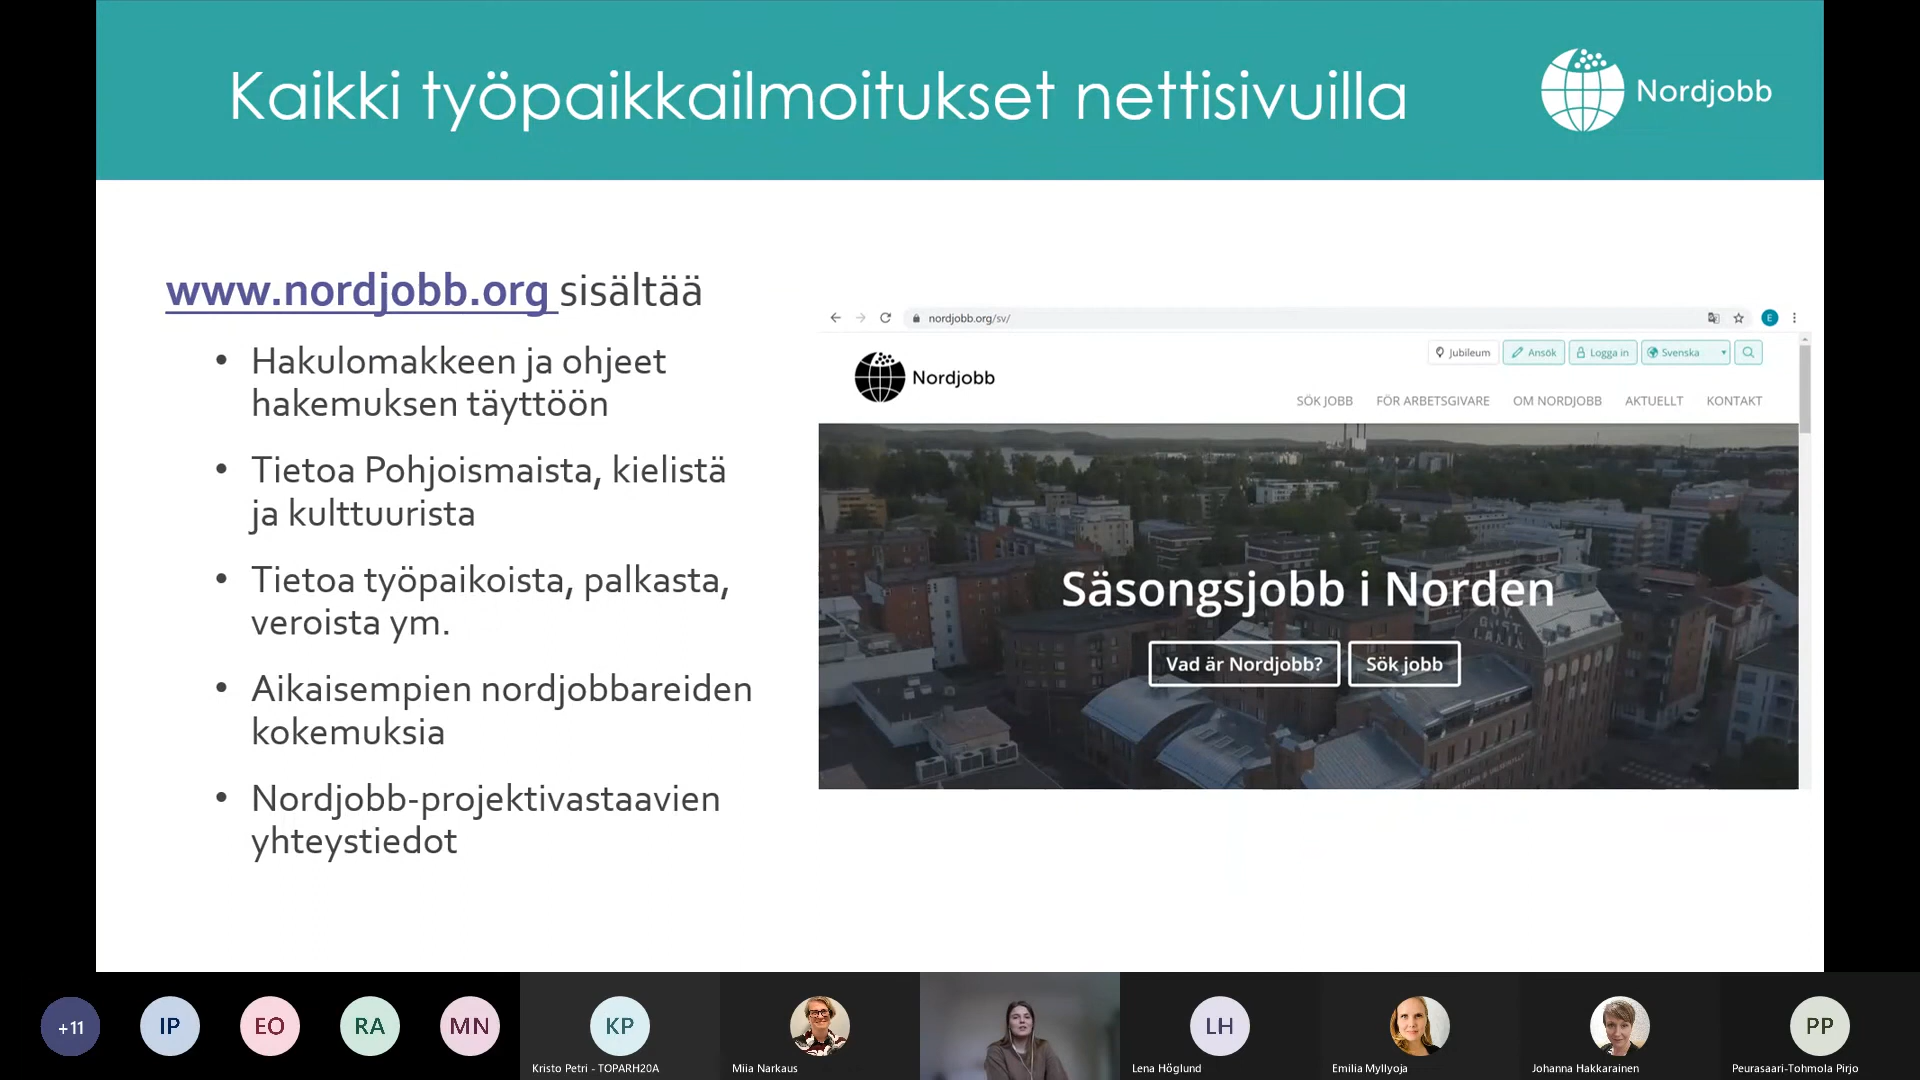 Kaikki työpaikkailmoitukset nettisivuilla
Nordjobb
www.nordjobb.org sisältää
• Hakulomakkeen ja ohjeet
hakemuksen täyttöön
• Tietoa Pohjoismaista, kielistä
ja kulttuurista
• Tietoa työpaikoista, palkasta,
veroista ym.
• Aikaisempien nordjobbareiden
kokemuksia
• Nordjobb-projektivastaavien
yhteystiedot
nordjobb.org/sv/
E
Jubileum
Ansök
Logga in
Svenska
Nordjobb
SÖK JOBB
FÖR ARBETSGIVARE
OM NORDJOBB
AKTUELLT
KONTAKT
Säsongsjobb i Norden
Vad är Nordjobb?
Sök jobb
+11
IP
EO
RA
MN
KP
LH
PP
Kristo Petri - TOPARH20A
Miia Narkaus
Lena Höglund
Emilia Myllyoja
Johanna Hakkarainen
Peurasaari-Tohmola Pirjo